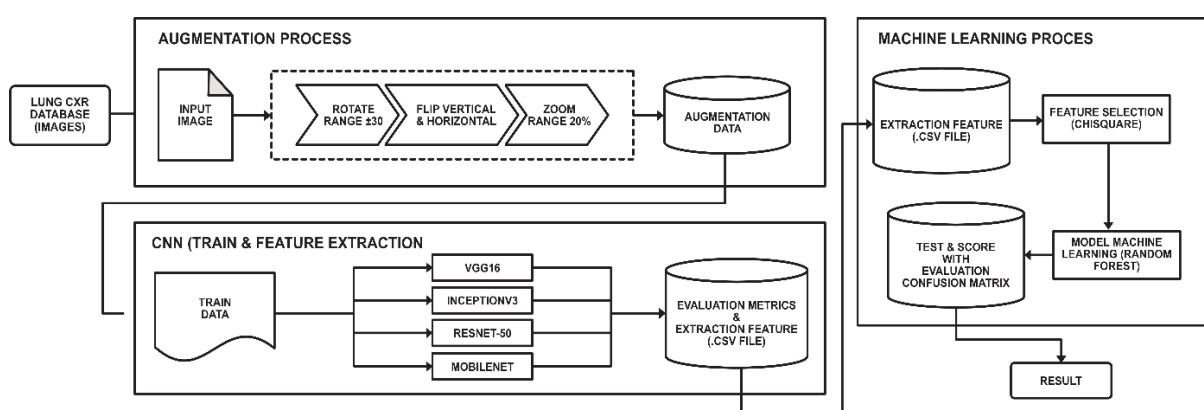 AUGMENTATION PROCESS
LUNG CXR
DATABASE
(IMAGES)
INPUT
IMAGE
ROTATE
RANGE ±30
FLIP VERTICAL
& HORIZONTAL
ZOOM
RANGE 20%
AUGMENTATION
DATA
CNN (TRAIN & FEATURE EXTRACTION
TRAIN
DATA
VGG16
INCEPTIONV3
RESNET-50
MOBILENET
EVALUATION METRICS
&
EXTRACTION FEATURE
(.CSV FILE)
MACHINE LEARNING PROCES
EXTRACTION FEATURE
(.CSV FILE)
FEATURE SELECTION
(CHISQUARE)
MODEL MACHINE
LEARNING (RANDOM
FOREST)
TEST & SCORE
WITH
EVALUATION
CONFUSION MATRIX
RESULT